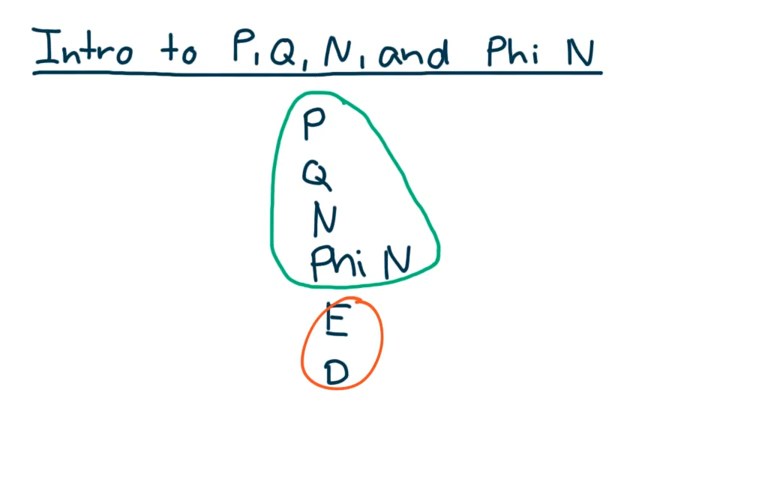 Intro to P, Q, N, and Phi N
P
Q
N
Phi N
E
D